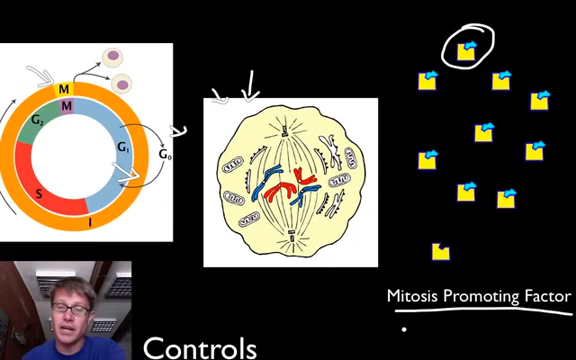 M
M
G2
G1
G0
S
I
Mitosis Promoting Factor
Controls